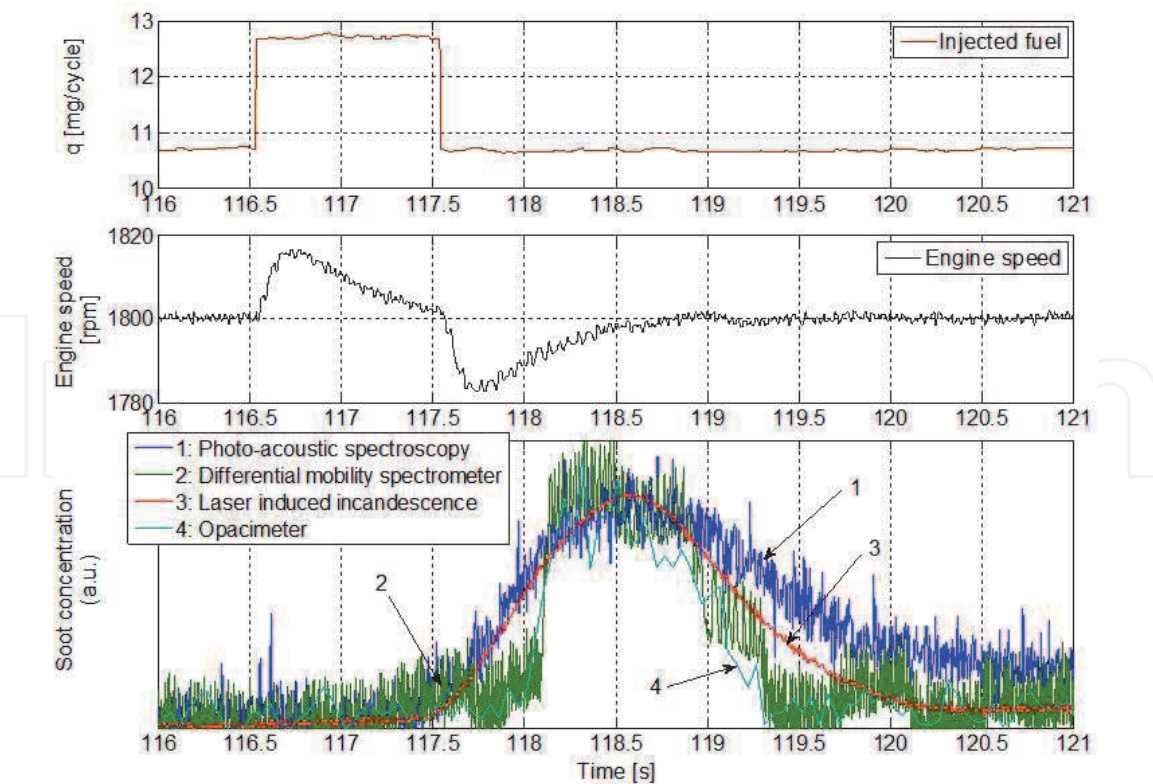 13
12
11
10
q [mg/cycle]
Injected fuel
116 116.5 117 117.5 118 118.5 119 119.5 120 120.5 121
1820
1800
1780
Engine speed
[rpm]
Engine speed
116 116.5 117 117.5 118 118.5 119 119.5 120 120.5 121
1: Photo-acoustic spectroscopy
2: Differential mobility spectrometer
3: Laser induced incandescence
4: Opacimeter
Soot concentration
(a.u.)
1
3
2
4
116 116.5 117 117.5 118 118.5 119 119.5 120 120.5 121
Time [s]